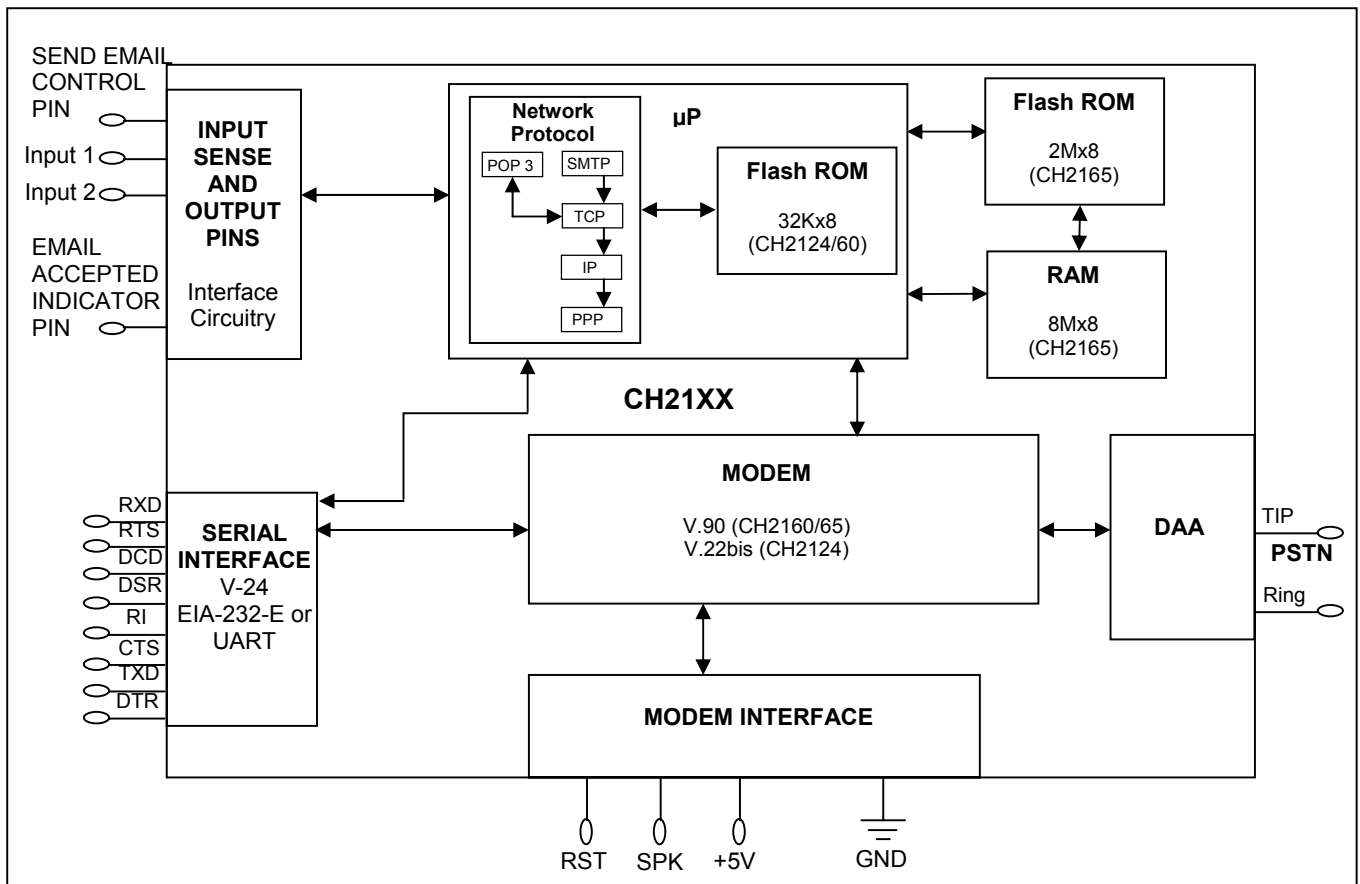 SEND EMAIL
CONTROL
PIN
Input 1
Input 2
EMAIL
ACCEPTED
INDICATOR
PIN
INPUT
SENSE
AND
OUTPUT
PINS
Interface
Circuitry
Network
Protocol
POP 3
SMTP
TCP
IP
PPP
µP
Flash ROM
32Kx8
(CH2124/60)
Flash ROM
2Mx8
(CH2165)
RAM
8Mx8
(CH2165)
CH21XX
RXD
RTS
DCD
DSR
RI
CTS
TXD
DTR
SERIAL
INTERFACE
V-24
EIA-232-E or
UART
MODEM
V.90 (CH2160/65)
V.22bis (CH2124)
DAA
TIP
PSTN
Ring
MODEM INTERFACE
RST
SPK
+5V
GND